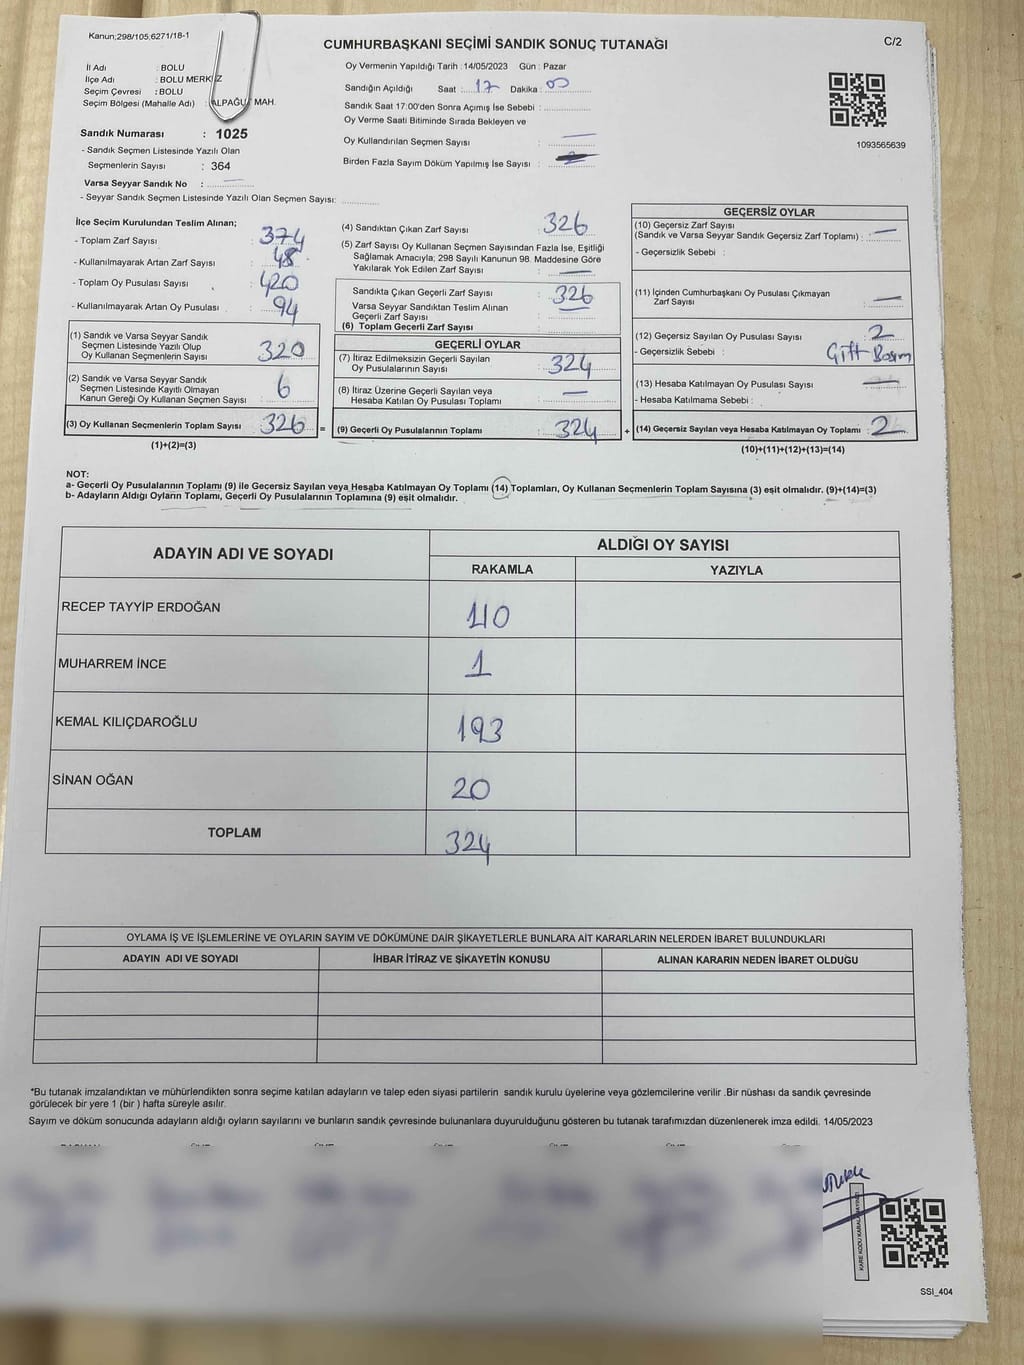 Kanun:298/105;6271/18-1
CUMHURBAŞKANI SEÇİMİ SANDIK SONUÇ TUTANAĞI
C/2
İl Adı : BOLU
İlçe Adı : BOLU MERKEZ
Seçim Çevresi : BOLU
Seçim Bölgesi (Mahalle Adı) : ALPAĞUT MAH.
Sandık Numarası : 1025
- Sandık Seçmen Listesinde Yazılı Olan
Seçmenlerin Sayısı : 364
Varsa Seyyar Sandık No :
- Seyyar Sandık Seçmen Listesinde Yazılı Olan Seçmen Sayısı:
Oy Vermenin Yapıldığı Tarih :14/05/2023 Gün : Pazar
Sandığın Açıldığı Saat : 17 Dakika : 00
Sandık Saat 17:00'den Sonra Açımış İse Sebebi :
Oy Verme Saati Bitiminde Sırada Bekleyen ve
Oy Kullandırılan Seçmen Sayısı : —
Birden Fazla Sayım Döküm Yapılmış İse Sayısı :
1093565639
İlçe Seçim Kurulundan Teslim Alınan;
- Toplam Zarf Sayısı : 374
- Kullanılmayarak Artan Zarf Sayısı : 48
- Toplam Oy Pusulası Sayısı : 420
- Kullanılmayarak Artan Oy Pusulası : 94
(1) Sandık ve Varsa Seyyar Sandık
Seçmen Listesinde Yazılı Olup
Oy Kullanan Seçmenlerin Sayısı : 320
(2) Sandık ve Varsa Seyyar Sandık
Seçmen Listesinde Kayıtlı Olmayan
Kanun Gereği Oy Kullanan Seçmen Sayısı : 6
(3) Oy Kullanan Seçmenlerin Toplam Sayısı : 326 =
(1)+(2)=(3)
(4) Sandıktan Çıkan Zarf Sayısı : 326
(5) Zarf Sayısı Oy Kullanan Seçmen Sayısından Fazla İse, Eşitliği
Sağlamak Amacıyla; 298 Sayılı Kanunun 98. Maddesine Göre
Yakılarak Yok Edilen Zarf Sayısı : —
Sandıkta Çıkan Geçerli Zarf Sayısı : 326
Varsa Seyyar Sandıktan Teslim Alınan
Geçerli Zarf Sayısı : —
(6) Toplam Geçerli Zarf Sayısı :
GEÇERLİ OYLAR
(7) İtiraz Edilmeksizin Geçerli Sayılan
Oy Pusulalarının Sayısı : 324
(8) İtiraz Üzerine Geçerli Sayılan veya
Hesaba Katılan Oy Pusulası Toplamı : —
(9) Geçerli Oy Pusulalarının Toplamı : 324 +
GEÇERSİZ OYLAR
(10) Geçersiz Zarf Sayısı
(Sandık ve Varsa Seyyar Sandık Geçersiz Zarf Toplamı) : —
- Geçersizlik Sebebi :
(11) İçinden Cumhurbaşkanı Oy Pusulası Çıkmayan
Zarf Sayısı : —
(12) Geçersiz Sayılan Oy Pusulası Sayısı : 2
- Geçersizlik Sebebi : Çift Basım
(13) Hesaba Katılmayan Oy Pusulası Sayısı : —
- Hesaba Katılmama Sebebi :
(14) Geçersiz Sayılan veya Hesaba Katılmayan Oy Toplamı : 2
(10)+(11)+(12)+(13)=(14)
NOT:
a- Geçerli Oy Pusulalarının Toplamı (9) ile Geçersiz Sayılan veya Hesaba Katılmayan Oy Toplamı (14) Toplamları, Oy Kullanan Seçmenlerin Toplam Sayısına (3) eşit olmalıdır. (9)+(14)=(3)
b- Adayların Aldığı Oyların Toplamı, Geçerli Oy Pusulalarının Toplamına (9) eşit olmalıdır.
ADAYIN ADI VE SOYADI
ALDIĞI OY SAYISI
RAKAMLA
YAZIYLA
RECEP TAYYİP ERDOĞAN 110
MUHARREM İNCE 1
KEMAL KILIÇDAROĞLU 193
SİNAN OĞAN 20
TOPLAM 324
OYLAMA İŞ VE İŞLEMLERİNE VE OYLARIN SAYIM VE DÖKÜMÜNE DAİR ŞİKAYETLERLE BUNLARA AİT KARARLARIN NELERDEN İBARET BULUNDUKLARI
ADAYIN ADI VE SOYADI
İHBAR İTİRAZ VE ŞİKAYETİN KONUSU
ALINAN KARARIN NEDEN İBARET OLDUĞU
*Bu tutanak imzalandıktan ve mühürlendikten sonra seçime katılan adayların ve talep eden siyasi partilerin sandık kurulu üyelerine veya gözlemcilerine verilir .Bir nüshası da sandık çevresinde
görülecek bir yere 1 (bir ) hafta süreyle asılır.
Sayım ve döküm sonucunda adayların aldığı oyların sayılarını ve bunların sandık çevresinde bulunanlara duyurulduğunu gösteren bu tutanak tarafımızdan düzenlenerek imza edildi. 14/05/2023
SSI_404